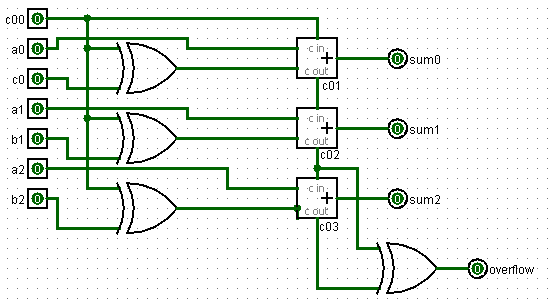 c00 0
a0 0
c in
+
0 sum0
c0 0
c out
c01
a1 0
c in
+
0 sum1
b1 0
c out
c02
a2 0
c in
+
0 sum2
b2 0
c out
c03
0 overflow